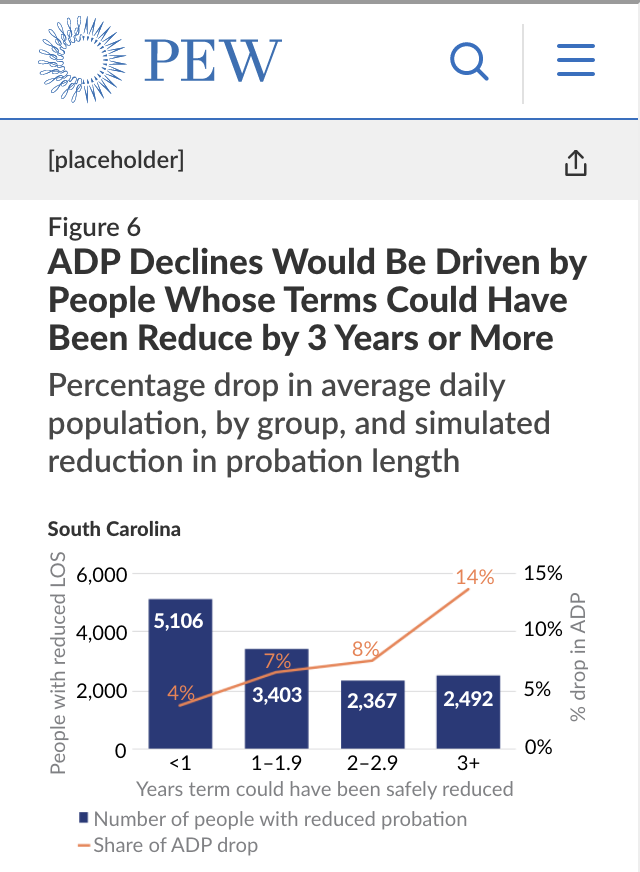 PEW
[placeholder]
Figure 6
ADP Declines Would Be Driven by
People Whose Terms Could Have
Been Reduce by 3 Years or More
Percentage drop in average daily
population, by group, and simulated
reduction in probation length
South Carolina
People with reduced LOS
6,000
4,000
2,000
0
5,106
3,403
2,367
2,492
4%
7%
8%
14%
15%
10%
5%
0%
% drop in ADP
<1
1–1.9
2–2.9
3+
Years term could have been safely reduced
Number of people with reduced probation
Share of ADP drop